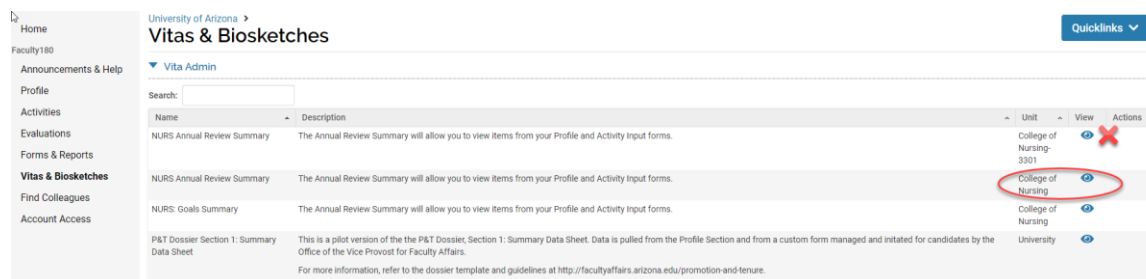 University of Arizona >
Vitas & Biosketches
Quicklinks
Home
Faculty180
Announcements & Help
Profile
Activities
Evaluations
Forms & Reports
Vitas & Biosketches
Find Colleagues
Account Access
Vita Admin
Search:
Name Description Unit View Actions
NURS Annual Review Summary The Annual Review Summary will allow you to view items from your Profile and Activity Input forms. College of
Nursing-
3301
NURS Annual Review Summary The Annual Review Summary will allow you to view items from your Profile and Activity Input forms. College of
Nursing
NURS: Goals Summary The Annual Review Summary will allow you to view items from your Profile and Activity Input forms. College of
Nursing
P&T Dossier Section 1: Summary This is a pilot version of the the P&T Dossier, Section 1: Summary Data Sheet. Data is pulled from the Profile Section and from a custom form managed and initated for candidates by the University
Data Sheet Office of the Vice Provost for Faculty Affairs.
For more information, refer to the dossier template and guidelines at http://facultyaffairs.arizona.edu/promotion-and-tenure.